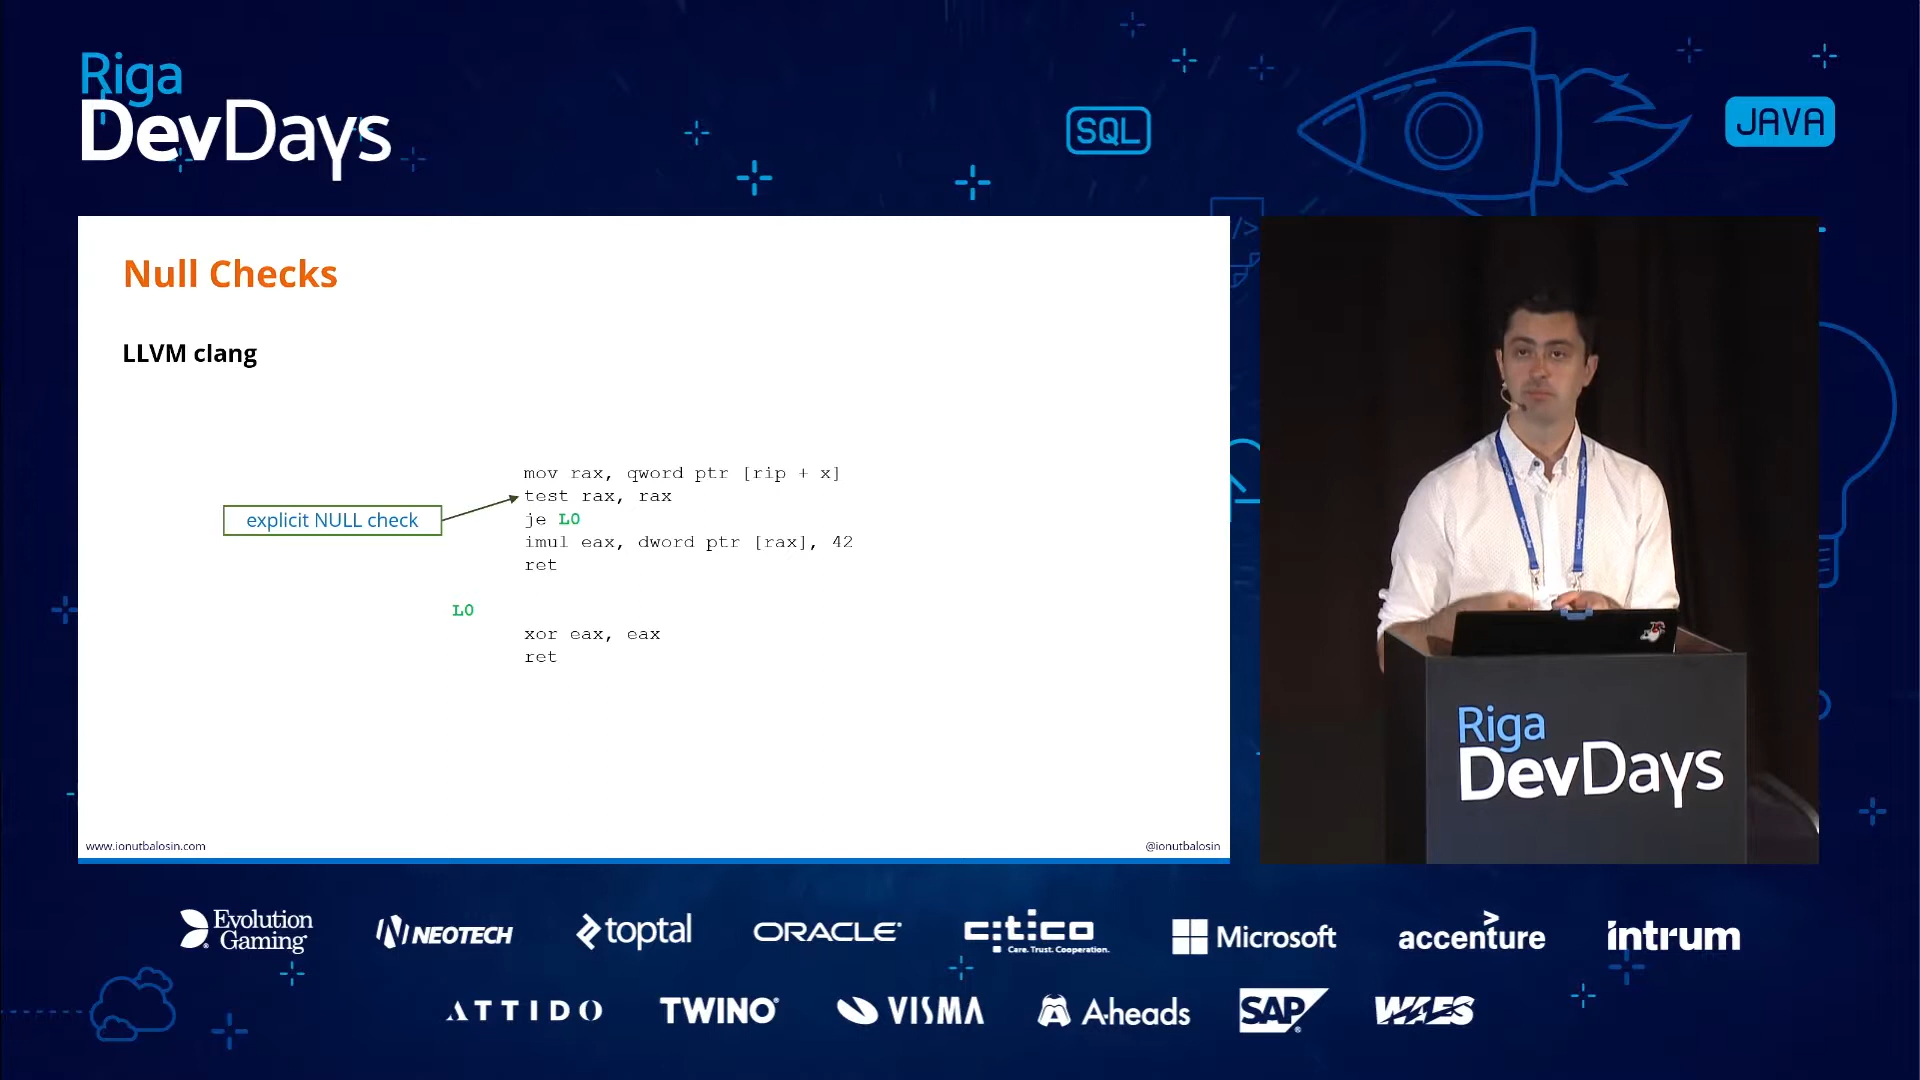 Riga
DevDays
SQL
JAVA
</>
Null Checks
LLVM clang
mov rax, qword ptr [rip + x]
test rax, rax
explicit NULL check
je L0
imul eax, dword ptr [rax], 42
ret
L0
xor eax, eax
ret
www.ionutbalosin.com
@ionutbalosin
Riga
DevDays
Evolution
Gaming
NEOTECH
toptal
ORACLE
citico
Care. Trust. Cooperation.
Microsoft
accenture
intrum
ATTIDO
TWINO
VISMA
A-heads
SAP